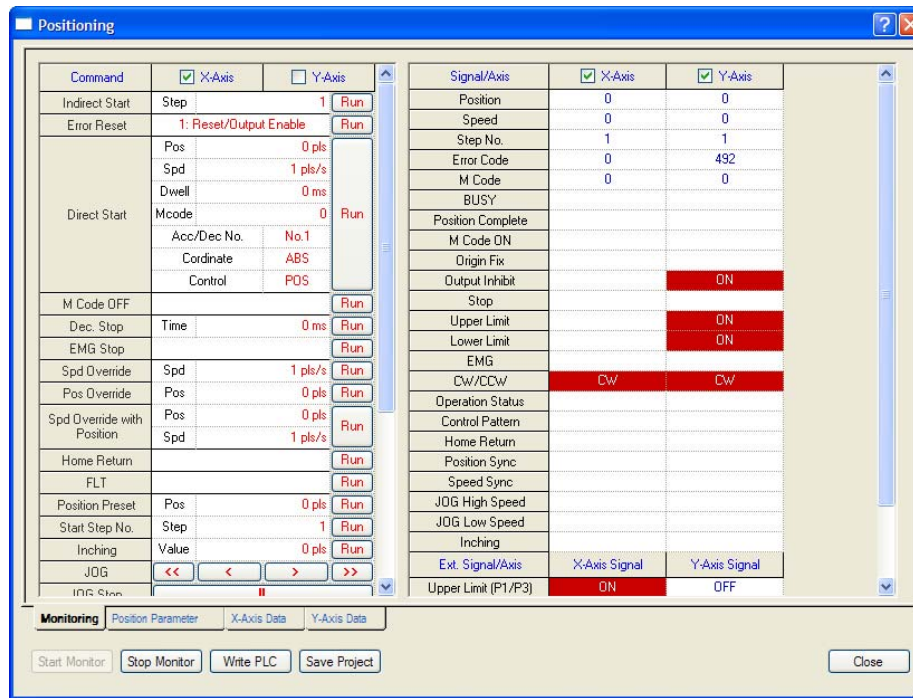 Positioning
Command X-Axis Y-Axis
Indirect Start Step 1 Run
Error Reset 1: Reset/Output Enable Run
Direct Start Run
Pos 0 pls
Spd 1 pls/s
Dwell 0 ms
Mcode 0
Acc/Dec No. No.1
Cordinate ABS
Control POS
M Code OFF Run
Dec. Stop Time 0 ms Run
EMG Stop Run
Spd Override Spd 1 pls/s Run
Pos Override Pos 0 pls Run
Spd Override with
Position
Pos 0 pls
Run
Spd 1 pls/s
Home Return Run
FLT Run
Position Preset Pos 0 pls Run
Start Step No. Step 1 Run
Inching Value 0 pls Run
JOG << < > >>
JOG Stop II
Signal/Axis X-Axis Y-Axis
Position 0 0
Speed 0 0
Step No. 1 1
Error Code 0 492
M Code 0 0
BUSY
Position Complete
M Code ON
Origin Fix
Output Inhibit ON
Stop
Upper Limit ON
Lower Limit ON
EMG
CW/CCW CW CW
Operation Status
Control Pattern
Home Return
Position Sync
Speed Sync
JOG High Speed
JOG Low Speed
Inching
Ext. Signal/Axis X-Axis Signal Y-Axis Signal
Upper Limit (P1/P3) ON OFF
Monitoring Position Parameter X-Axis Data Y-Axis Data
Start Monitor Stop Monitor Write PLC Save Project Close